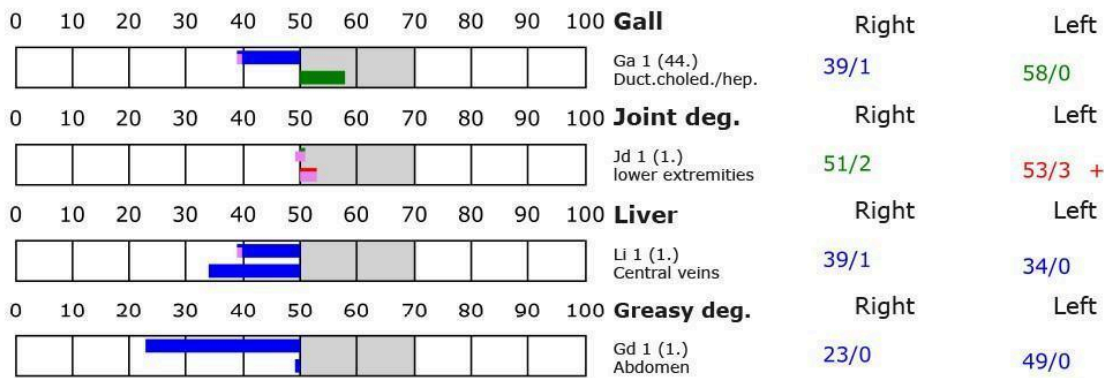 0 10 20 30 40 50 60 70 80 90 100 Gall Right Left
Ga 1 (44.) 39/1 58/0
Duct.choled./hep.
0 10 20 30 40 50 60 70 80 90 100 Joint deg. Right Left
Jd 1 (1.) 51/2 53/3 +
lower extremities
0 10 20 30 40 50 60 70 80 90 100 Liver Right Left
Li 1 (1.) 39/1 34/0
Central veins
0 10 20 30 40 50 60 70 80 90 100 Greasy deg. Right Left
Gd 1 (1.) 23/0 49/0
Abdomen